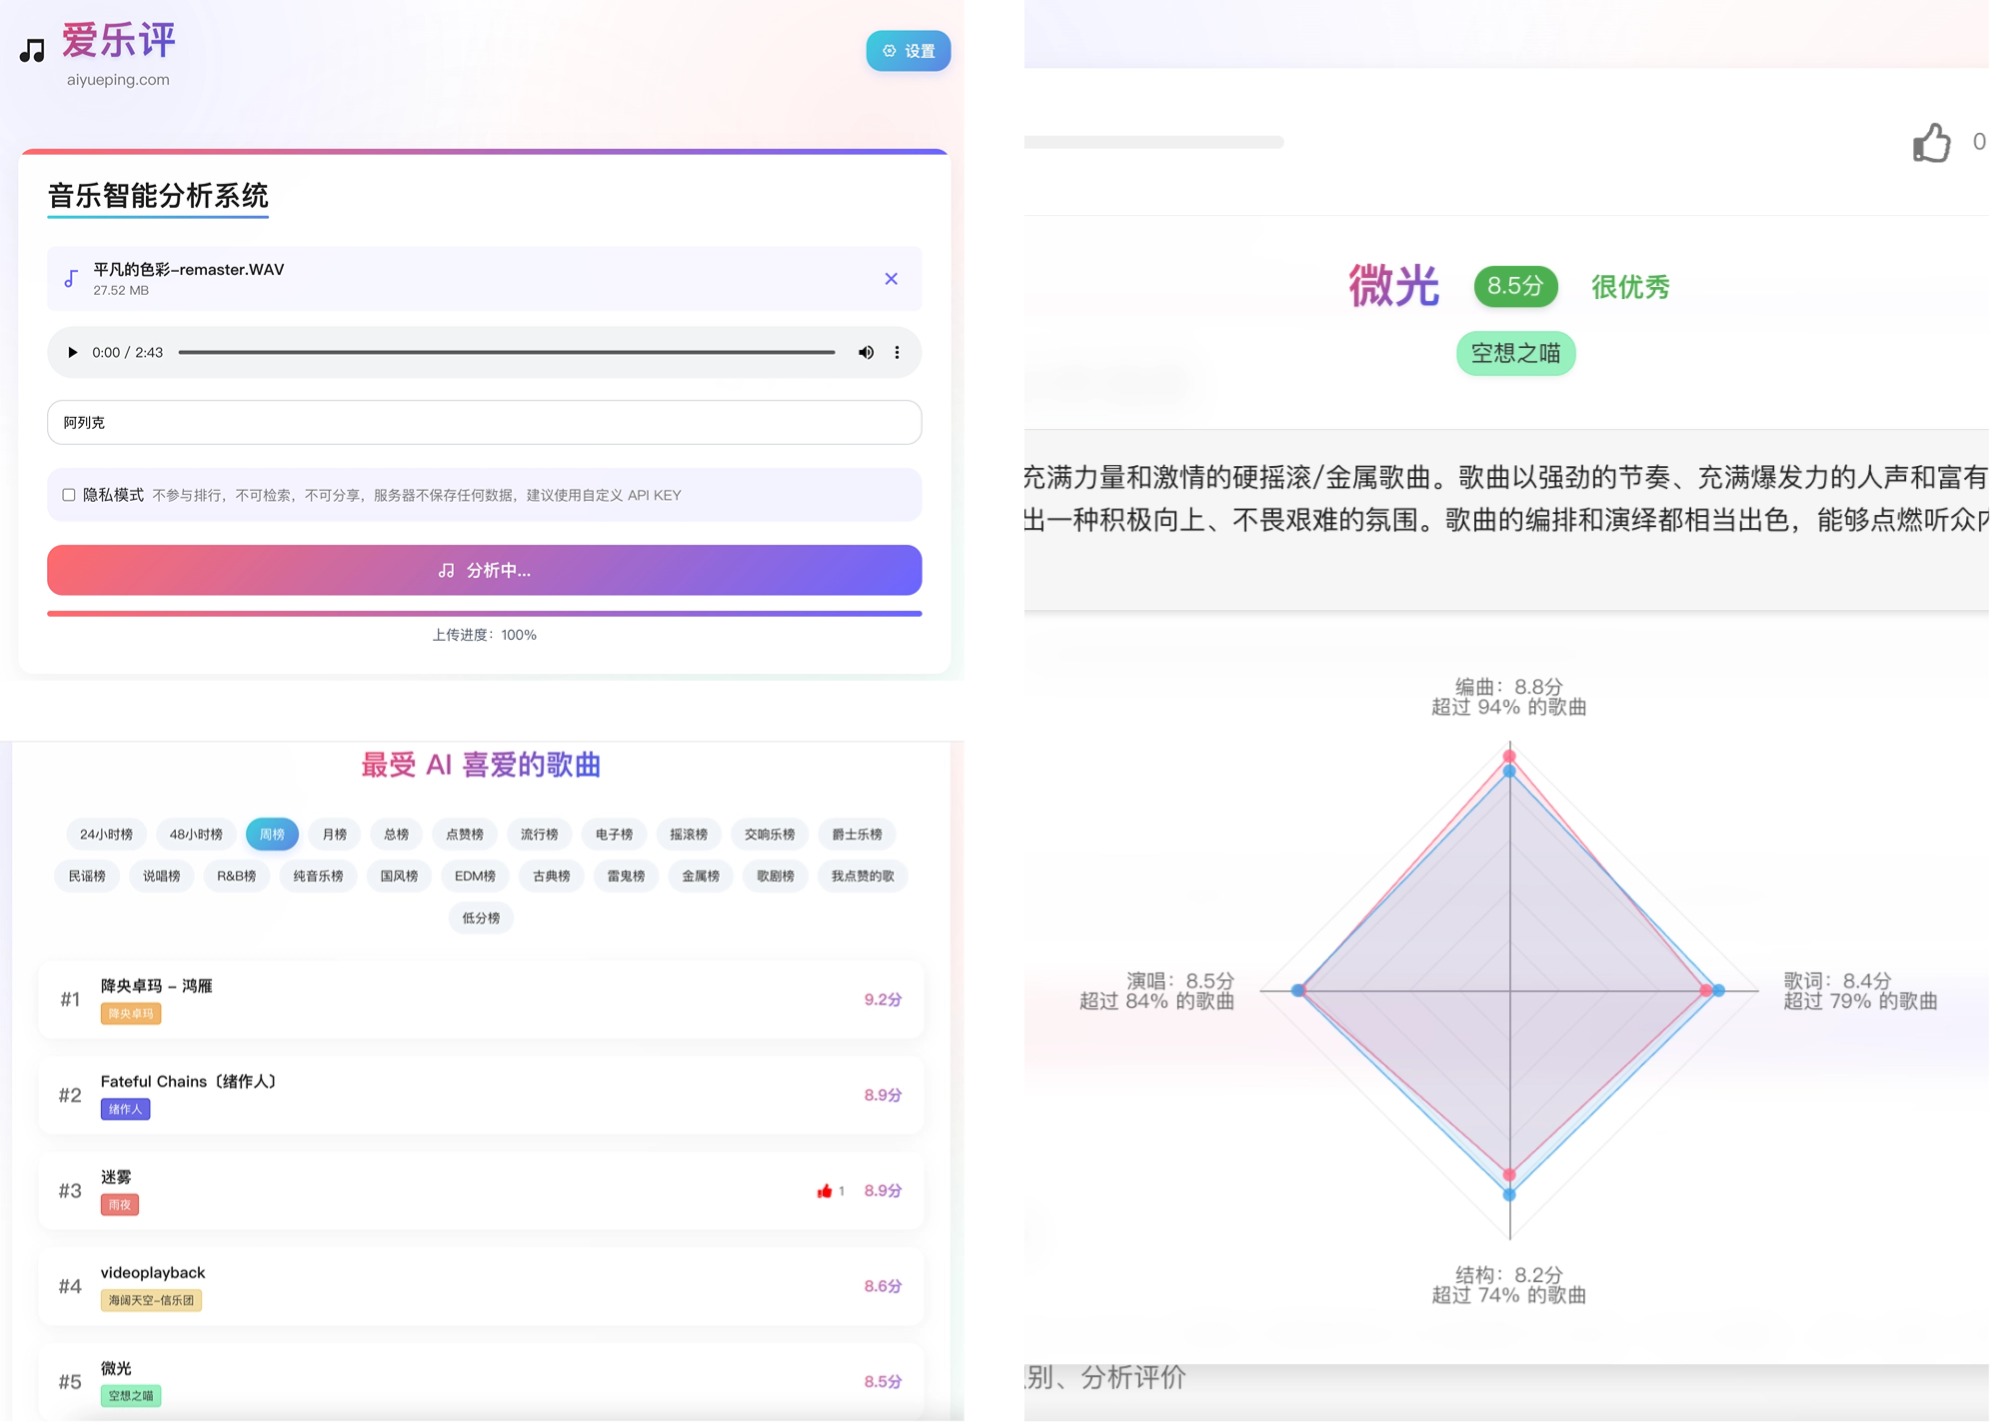 爱乐评
aiyueping.com
设置
音乐智能分析系统
平凡的色彩-remaster.WAV
27.52 MB
0:00 / 2:43
阿列克
隐私模式 不参与排行，不可检索，不可分享，服务器不保存任何数据，建议使用自定义 API KEY
分析中...
上传进度：100%
最受 AI 喜爱的歌曲
24小时榜 48小时榜 周榜 月榜 总榜 点赞榜 流行榜 电子榜 摇滚榜 交响乐榜 爵士乐榜
民谣榜 说唱榜 R&B榜 纯音乐榜 国风榜 EDM榜 古典榜 雷鬼榜 金属榜 歌剧榜 我点赞的歌
低分榜
#1 降央卓玛 – 鸿雁 9.2分
降央卓玛
#2 Fateful Chains〔绪作人〕 8.9分
绪作人
#3 迷雾 1 8.9分
雨夜
#4 videoplayback 8.6分
海阔天空–信乐团
#5 微光 8.5分
空想之喵
0
微光 8.5分 很优秀
空想之喵
充满力量和激情的硬摇滚/金属歌曲。歌曲以强劲的节奏、充满爆发力的人声和富有
出一种积极向上、不畏艰难的氛围。歌曲的编排和演绎都相当出色，能够点燃听众内
编曲：8.8分
超过 94% 的歌曲
演唱：8.5分
超过 84% 的歌曲
歌词：8.4分
超过 79% 的歌曲
结构：8.2分
超过 74% 的歌曲
别、分析评价